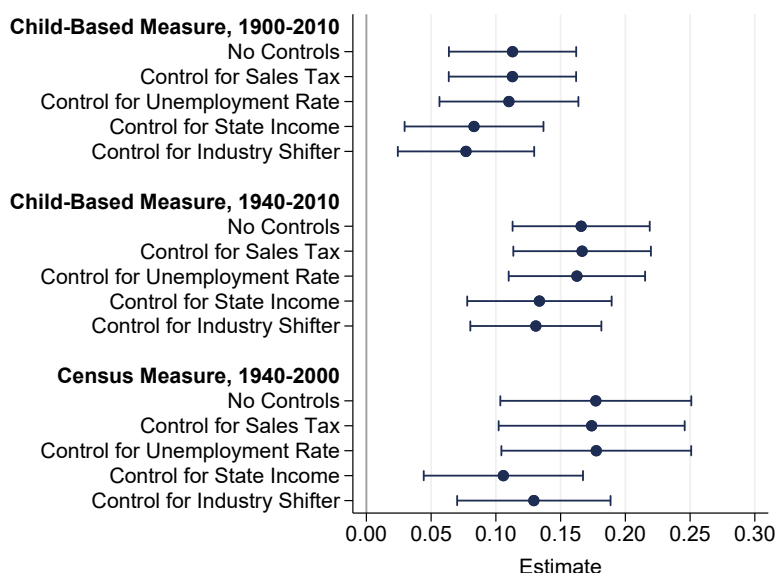 Child-Based Measure, 1900-2010
No Controls
Control for Sales Tax
Control for Unemployment Rate
Control for State Income
Control for Industry Shifter
Child-Based Measure, 1940-2010
No Controls
Control for Sales Tax
Control for Unemployment Rate
Control for State Income
Control for Industry Shifter
Census Measure, 1940-2000
No Controls
Control for Sales Tax
Control for Unemployment Rate
Control for State Income
Control for Industry Shifter
0.00 0.05 0.10 0.15 0.20 0.25 0.30
Estimate